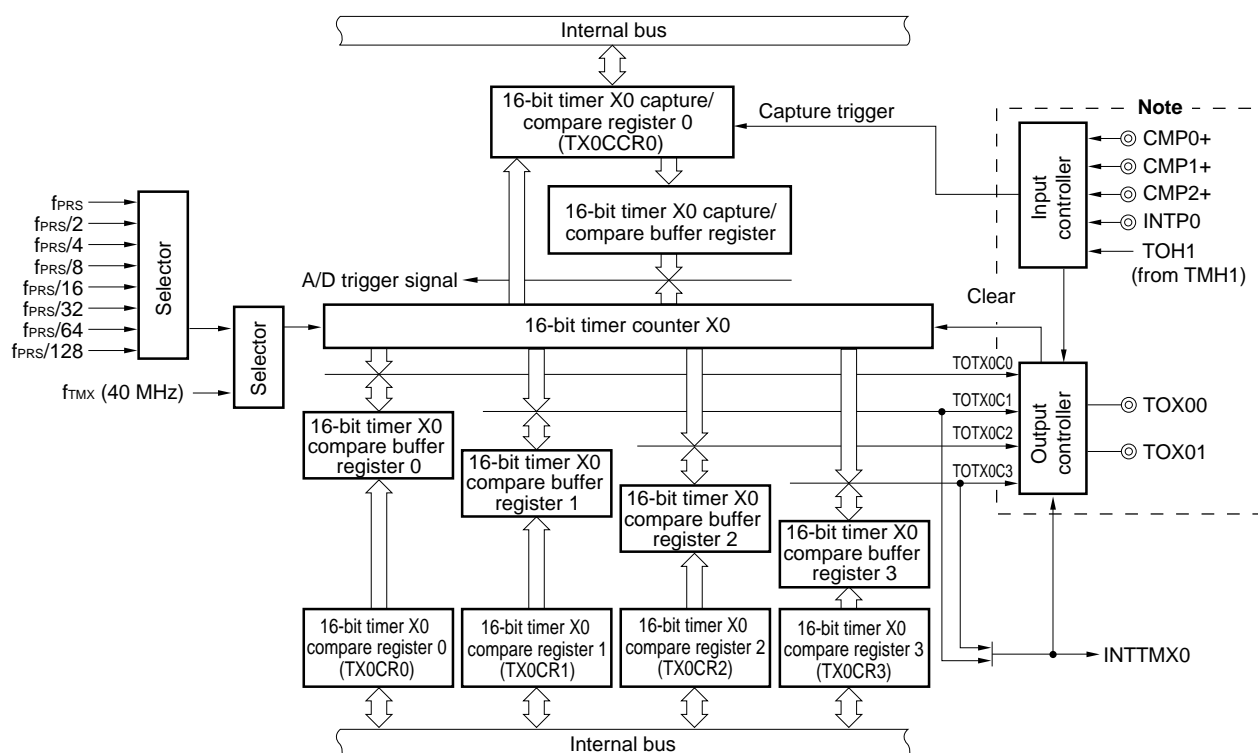 Internal bus
16-bit timer X0 capture/
compare register 0
(TX0CCR0)
Capture trigger
Note
Input
controller
CMP0+
CMP1+
CMP2+
INTP0
TOH1
(from TMH1)
fPRS
fPRS/2
fPRS/4
fPRS/8
fPRS/16
fPRS/32
fPRS/64
fPRS/128
Selector
fTMX (40 MHz)
Selector
16-bit timer X0 capture/
compare buffer register
A/D trigger signal
Clear
16-bit timer counter X0
TOTX0C0
TOTX0C1
TOTX0C2
TOTX0C3
Output
controller
TOX00
TOX01
16-bit timer X0
compare buffer
register 0
16-bit timer X0
compare buffer
register 1
16-bit timer X0
compare buffer
register 2
16-bit timer X0
compare buffer
register 3
16-bit timer X0
compare register 0
(TX0CR0)
16-bit timer X0
compare register 1
(TX0CR1)
16-bit timer X0
compare register 2
(TX0CR2)
16-bit timer X0
compare register 3
(TX0CR3)
INTTMX0
Internal bus